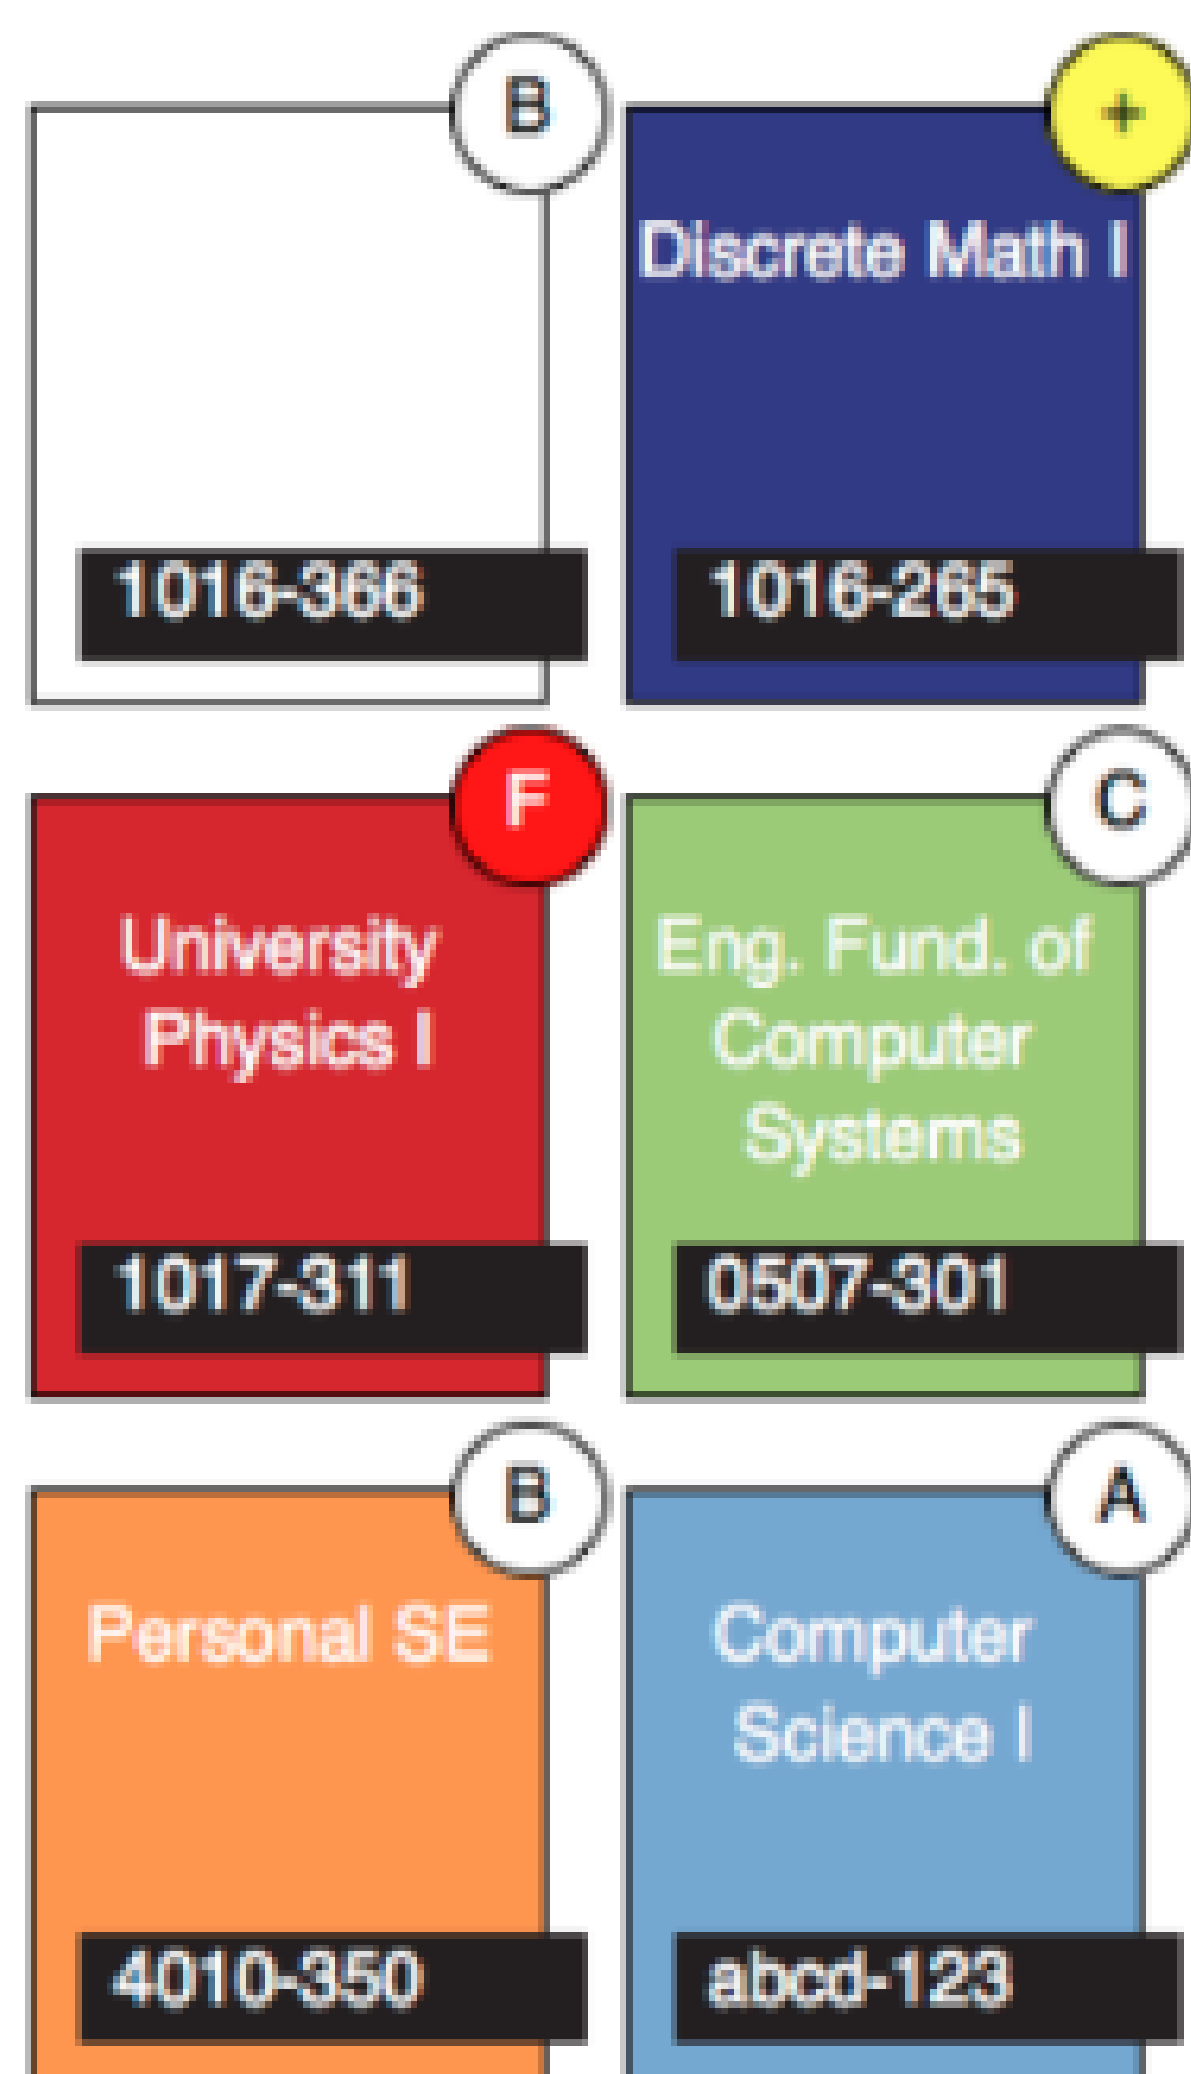 B
1016-366
+
Discrete Math I
1016-265
F
University
Physics I
1017-311
C
Eng. Fund. of
Computer
Systems
0507-301
B
Personal SE
4010-350
A
Computer
Science I
abcd-123